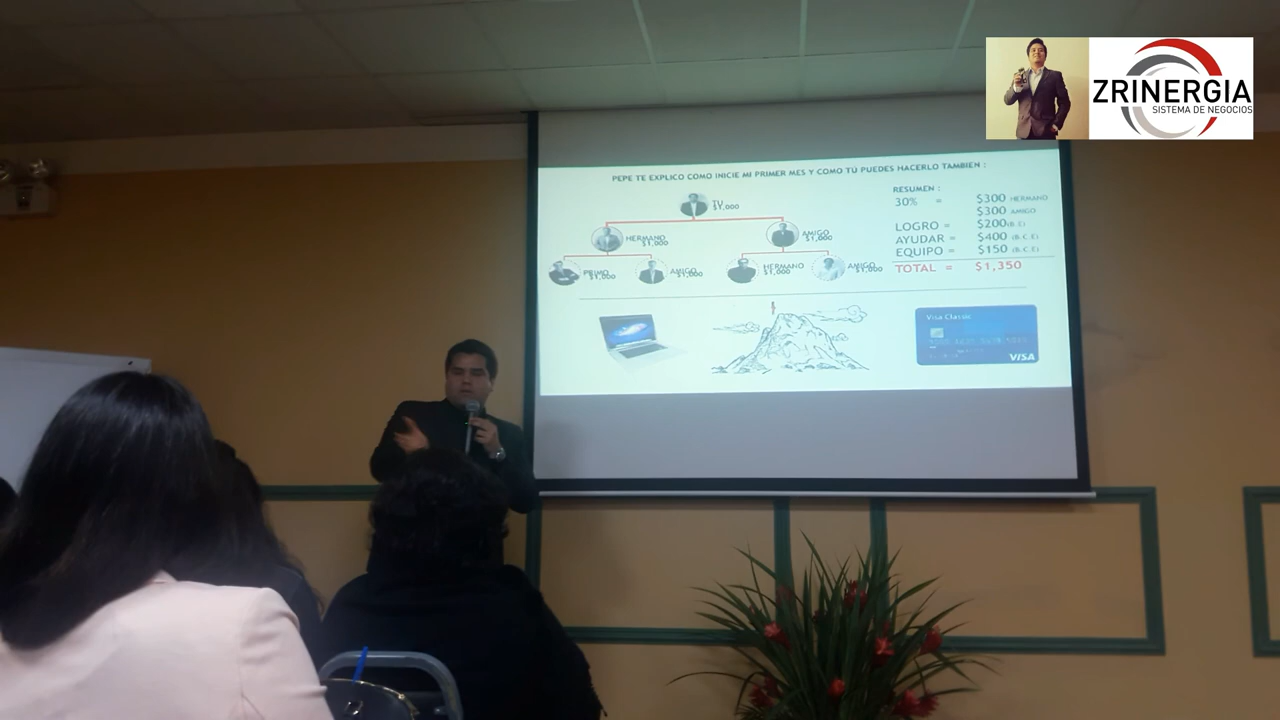 ZRINERGIA
SISTEMA DE NEGOCIOS
PEPE TE EXPLICO COMO INICIE MI PRIMER MES Y COMO TÚ PUEDES HACERLO TAMBIÉN :
TU
$1,000
HERMANO
$1,000
AMIGO
$1,000
PRIMO
$1,000
AMIGO
$1,000
HERMANO
$1,000
AMIGO
$1,000
RESUMEN :
30% = $300 HERMANO
$300 AMIGO
LOGRO = $200 (B.E)
AYUDAR = $400 (B.C.E)
EQUIPO = $150 (B.C.E)
TOTAL = $1,350
Visa Classic
VISA